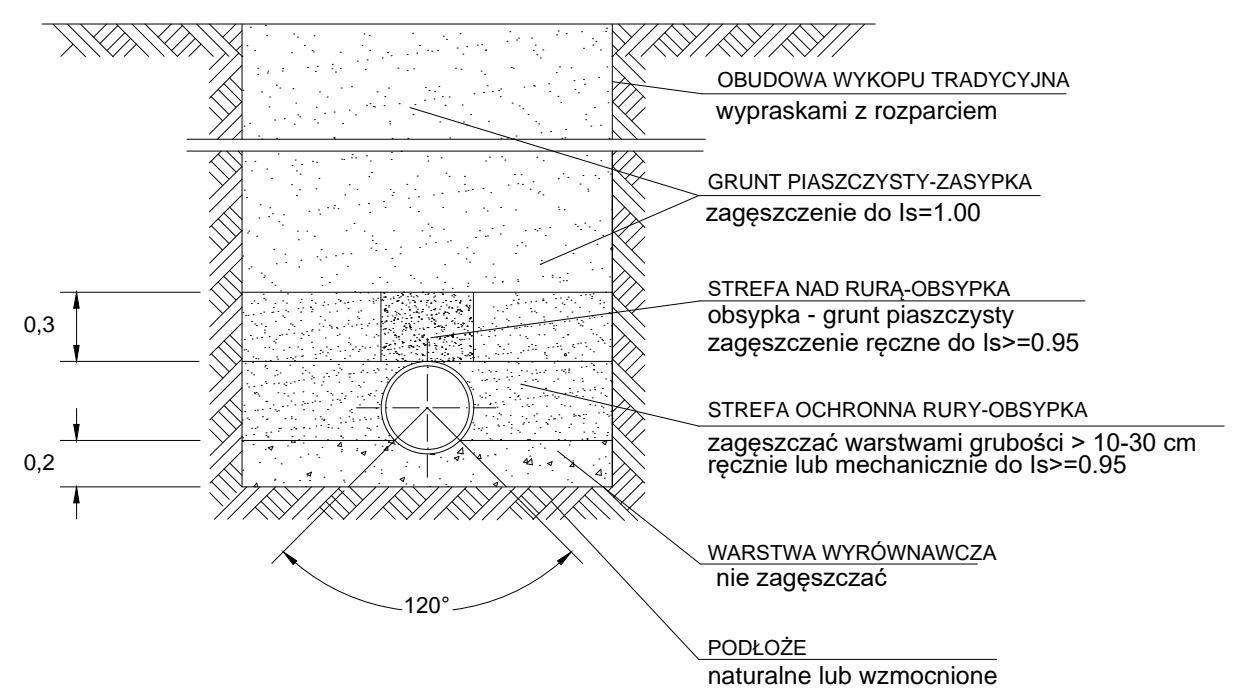 OBUDOWA WYKOPU TRADYCYJNA
wypraskami z rozparciem
GRUNT PIASZCZYSTY-ZASYPKA
zagęszczenie do Is=1.00
STREFA NAD RURĄ-OBSYPKA
obsypka - grunt piaszczysty
zagęszczenie ręczne do Is>=0.95
0,3
STREFA OCHRONNA RURY-OBSYPKA
zagęszczać warstwami grubości > 10-30 cm
ręcznie lub mechanicznie do Is>=0.95
0,2
WARSTWA WYRÓWNAWCZA
nie zagęszczać
120°
PODŁOŻE
naturalne lub wzmocnione